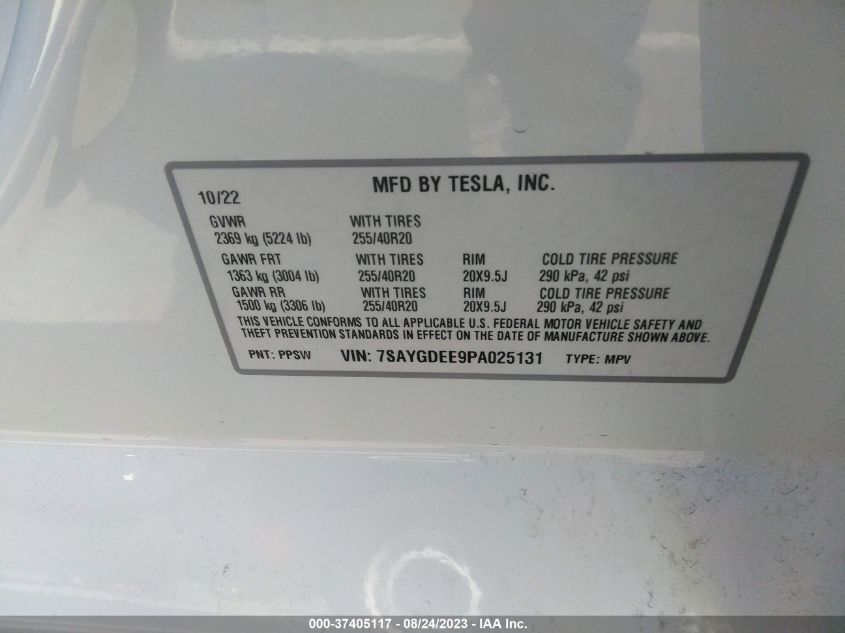 MFD BY TESLA, INC.
10/22
GVWR WITH TIRES
2369 kg (5224 lb) 255/40R20
GAWR FRT WITH TIRES RIM COLD TIRE PRESSURE
1363 kg (3004 lb) 255/40R20 20X9.5J 290 kPa, 42 psi
GAWR RR WITH TIRES RIM COLD TIRE PRESSURE
1500 kg (3306 lb) 255/40R20 20X9.5J 290 kPa, 42 psi
THIS VEHICLE CONFORMS TO ALL APPLICABLE U.S. FEDERAL MOTOR VEHICLE SAFETY AND
THEFT PREVENTION STANDARDS IN EFFECT ON THE DATE OF MANUFACTURE SHOWN ABOVE.
PNT: PPSW VIN: 7SAYGDEE9PA025131 TYPE: MPV
000-37405117 - 08/24/2023 - IAA Inc.